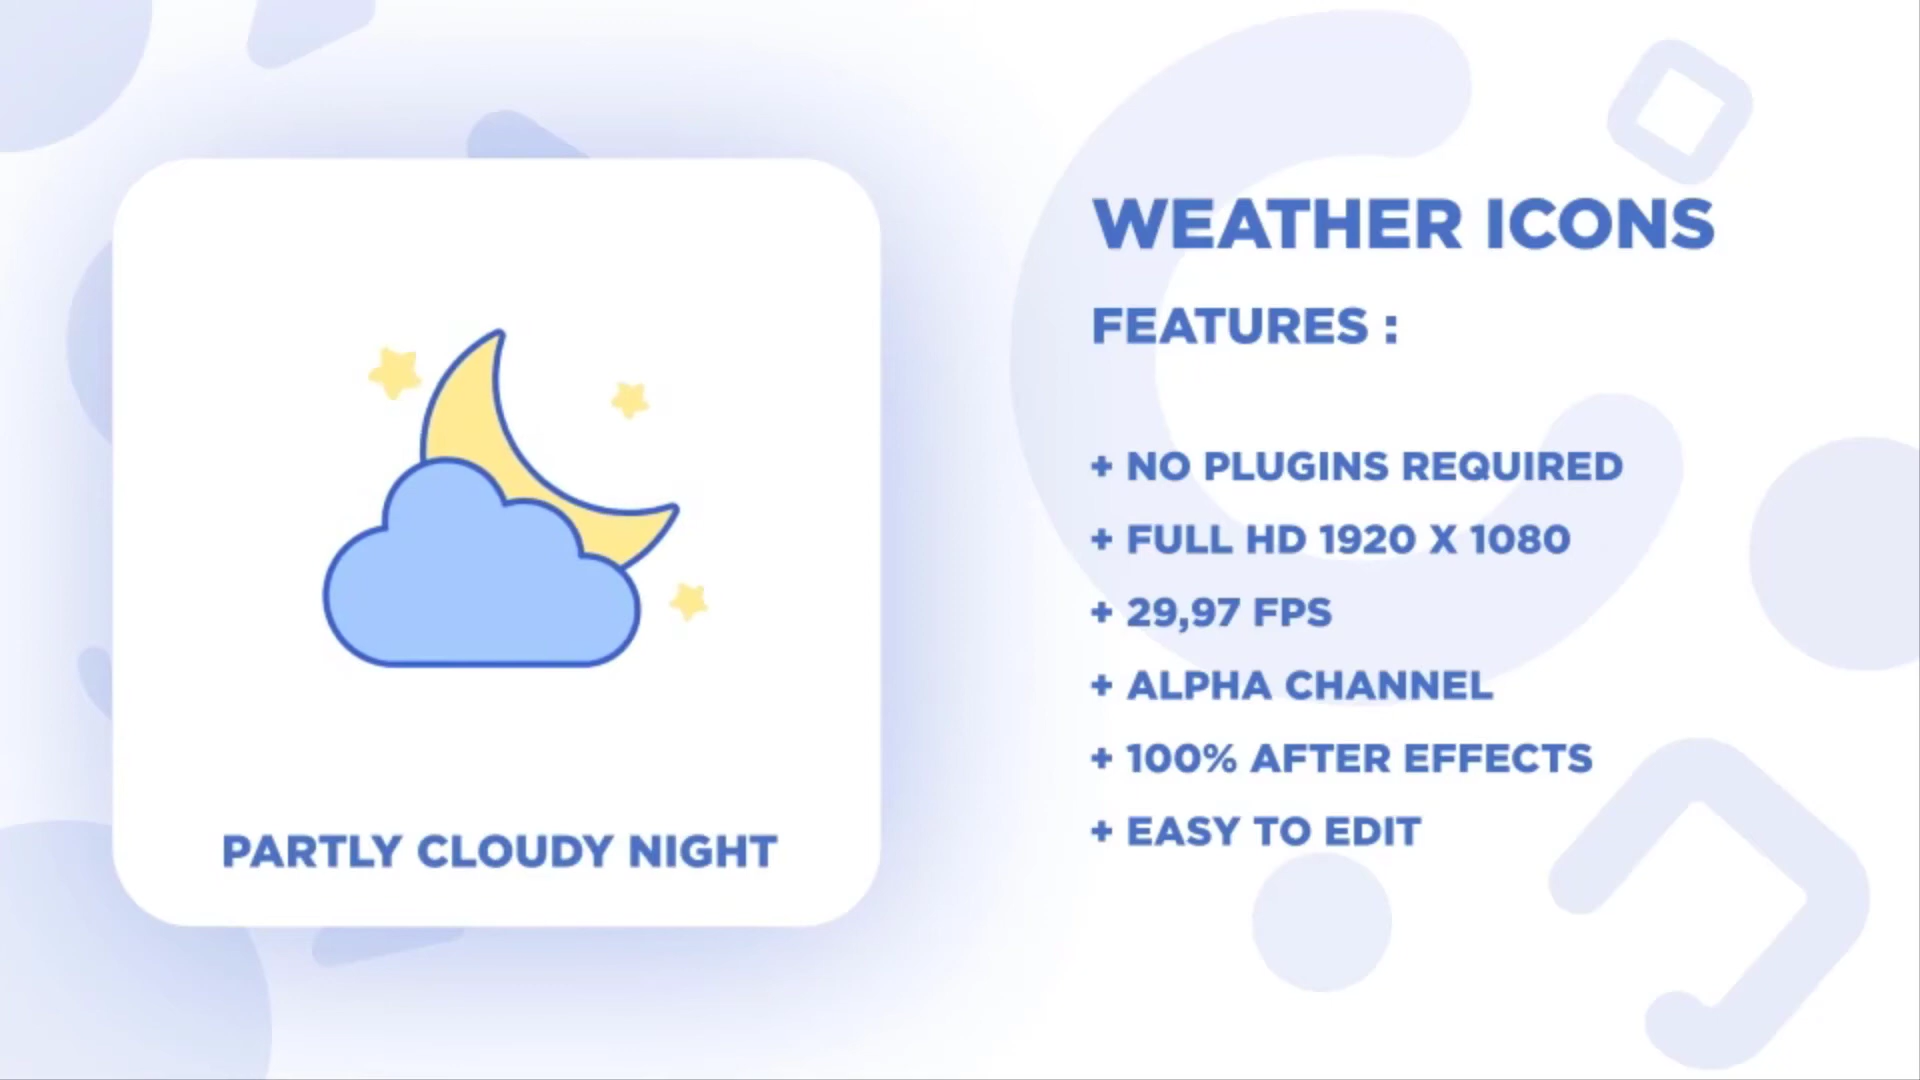 WEATHER ICONS
FEATURES :
+ NO PLUGINS REQUIRED
+ FULL HD 1920 X 1080
+ 29,97 FPS
+ ALPHA CHANNEL
+ 100% AFTER EFFECTS
+ EASY TO EDIT
PARTLY CLOUDY NIGHT